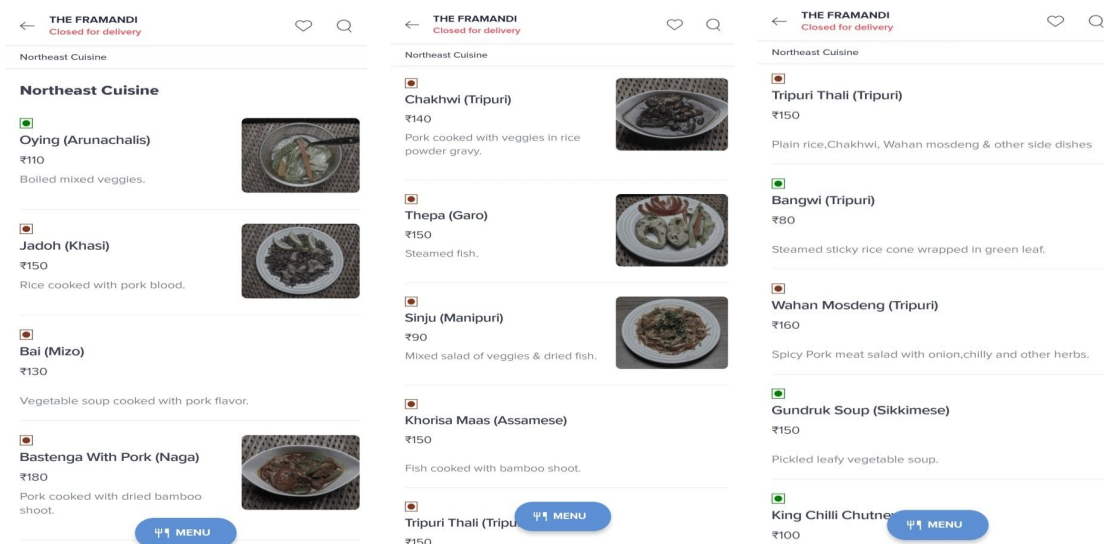 THE FRAMANDI
Closed for delivery
Northeast Cuisine
Northeast Cuisine
Oying (Arunachalis)
₹110
Boiled mixed veggies.
Jadoh (Khasi)
₹150
Rice cooked with pork blood.
Bai (Mizo)
₹130
Vegetable soup cooked with pork flavor.
Bastenga With Pork (Naga)
₹180
Pork cooked with dried bamboo
shoot.
MENU
THE FRAMANDI
Closed for delivery
Northeast Cuisine
Chakhwi (Tripuri)
₹140
Pork cooked with veggies in rice
powder gravy.
Thepa (Garo)
₹150
Steamed fish.
Sinju (Manipuri)
₹90
Mixed salad of veggies & dried fish.
Khorisa Maas (Assamese)
₹150
Fish cooked with bamboo shoot.
Tripuri Thali (Tripu
₹150
MENU
THE FRAMANDI
Closed for delivery
Northeast Cuisine
Tripuri Thali (Tripuri)
₹150
Plain rice,Chakhwi, Wahan mosdeng & other side dishes
Bangwi (Tripuri)
₹80
Steamed sticky rice cone wrapped in green leaf.
Wahan Mosdeng (Tripuri)
₹160
Spicy Pork meat salad with onion,chilly and other herbs.
Gundruk Soup (Sikkimese)
₹150
Pickled leafy vegetable soup.
King Chilli Chutne
₹100
MENU